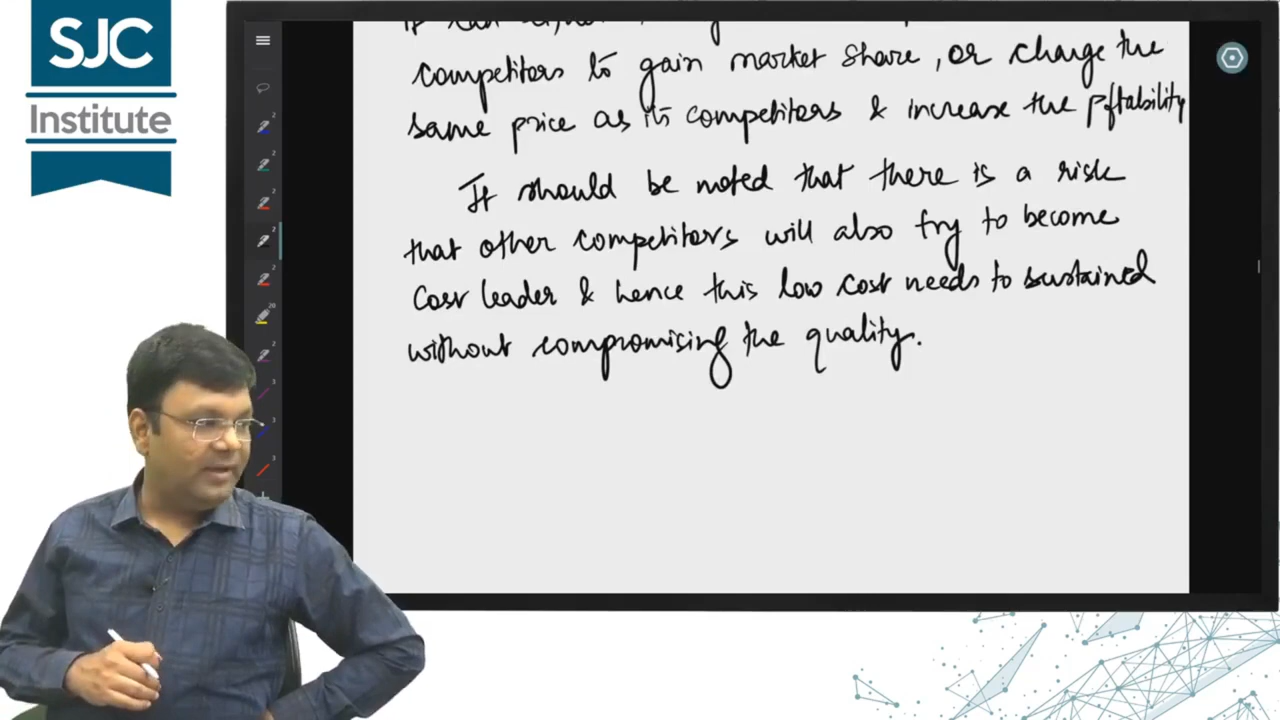 SJC
Institute
competitors to gain market share, or charge the
same price as its competitors & increase the pftability
It should be noted that there is a risk
that other competitors will also try to become
Cost leader & hence this low cost needs to sustained
without compromising the quality.